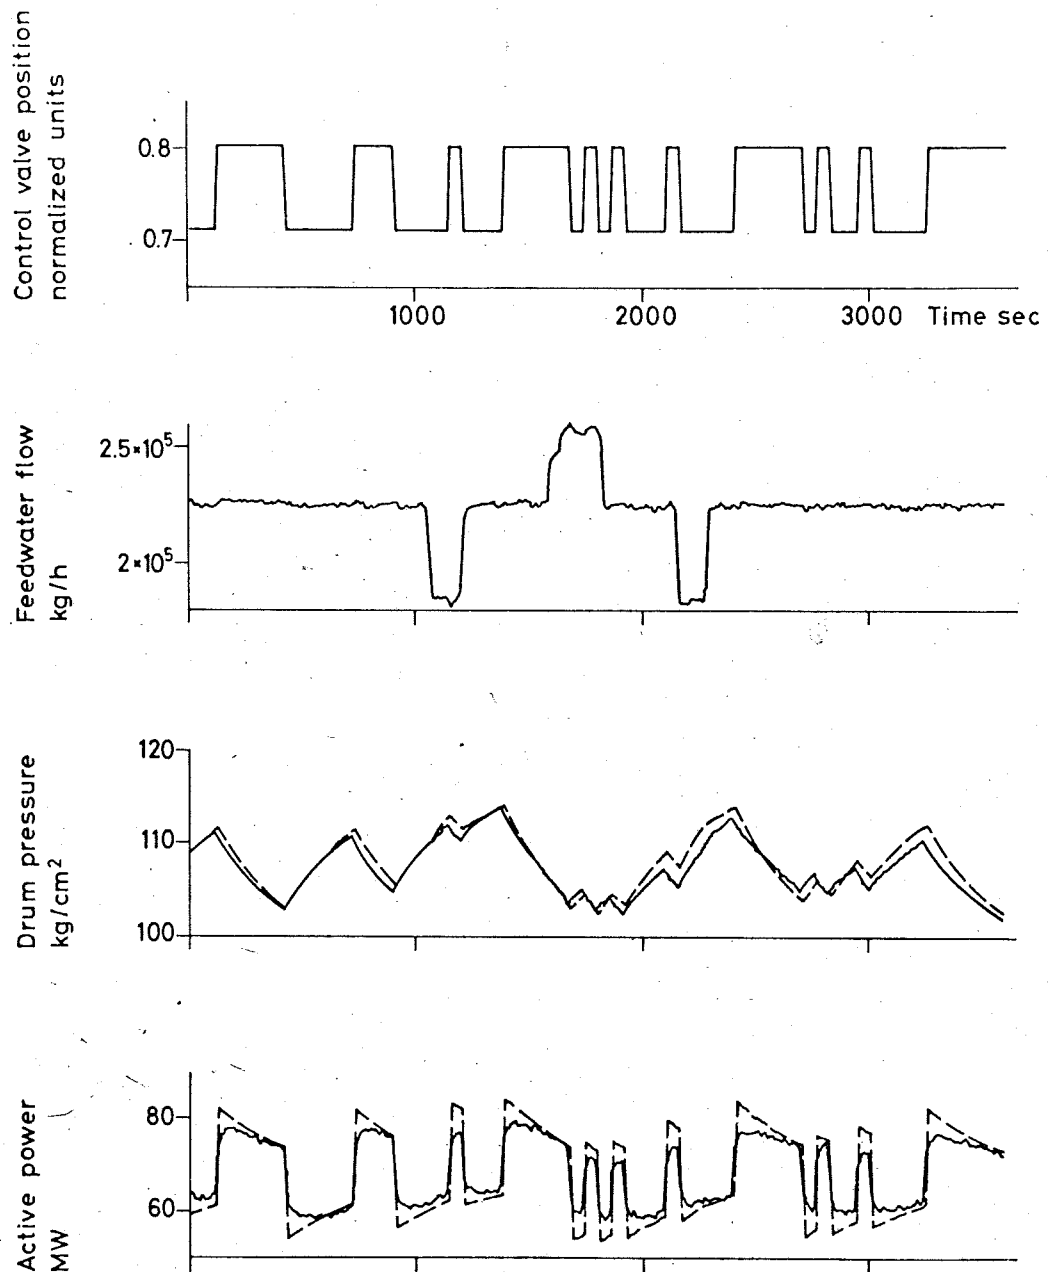 Control valve position
normalized units
0.8
0.7
1000 2000 3000 Time sec
Feedwater flow
kg/h
2.5×10⁵
2×10⁵
Drum pressure
kg/cm²
120
110
100
Active power
MW
80
60